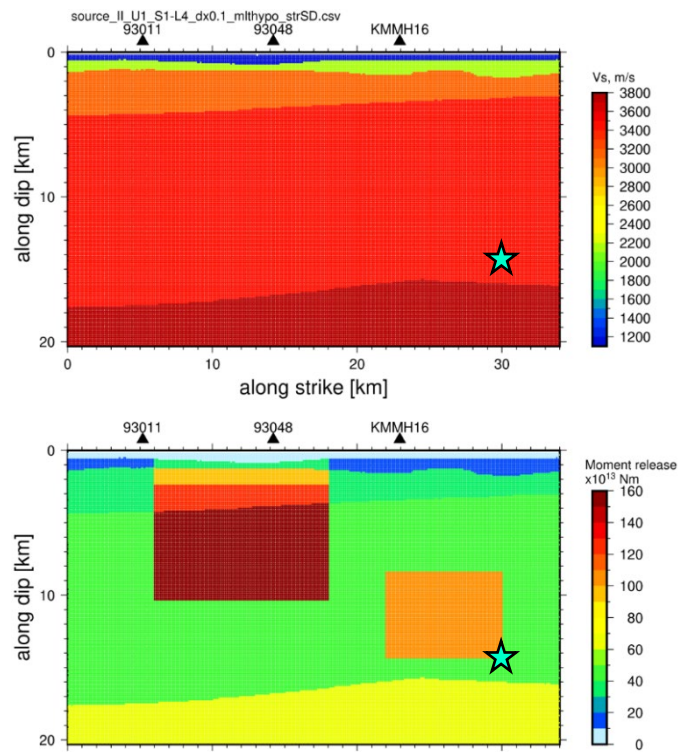 source_II_U1_S1-L4_dx0.1_mlthypo_strSD.csv
93011 93048 KMMH16
Vs, m/s
0
10
20
along dip [km]
3800
3600
3400
3200
3000
2800
2600
2400
2200
2000
1800
1600
1400
1200
0 10 20 30
along strike [km]
93011 93048 KMMH16
Moment release
x10¹³ Nm
0
10
20
along dip [km]
160
140
120
100
80
60
40
20
0